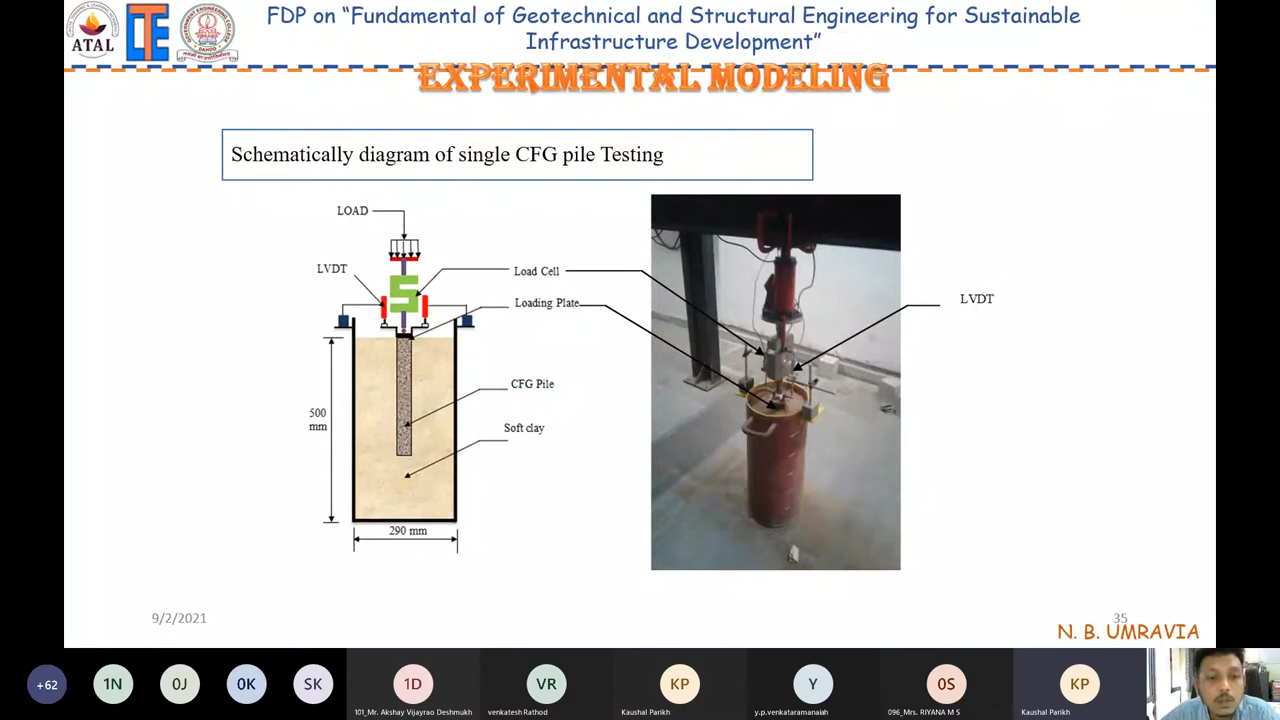 FDP on “Fundamental of Geotechnical and Structural Engineering for Sustainable
Infrastructure Development”
ATAL
LTE
EXPERIMENTAL MODELING
Schematically diagram of single CFG pile Testing
LOAD
LVDT
Load Cell
Loading Plate
LVDT
CFG Pile
500
mm
Soft clay
290 mm
9/2/2021
35
N. B. UMRAVIA
+62
1N
0J
0K
SK
1D
VR
KP
Y
0S
KP
101_Mr. Akshay Vijayrao Deshmukh
venkatesh Rathod
Kaushal Parikh
y.p.venkataramanaiah
096_Mrs. RIYANA M S
Kaushal Parikh